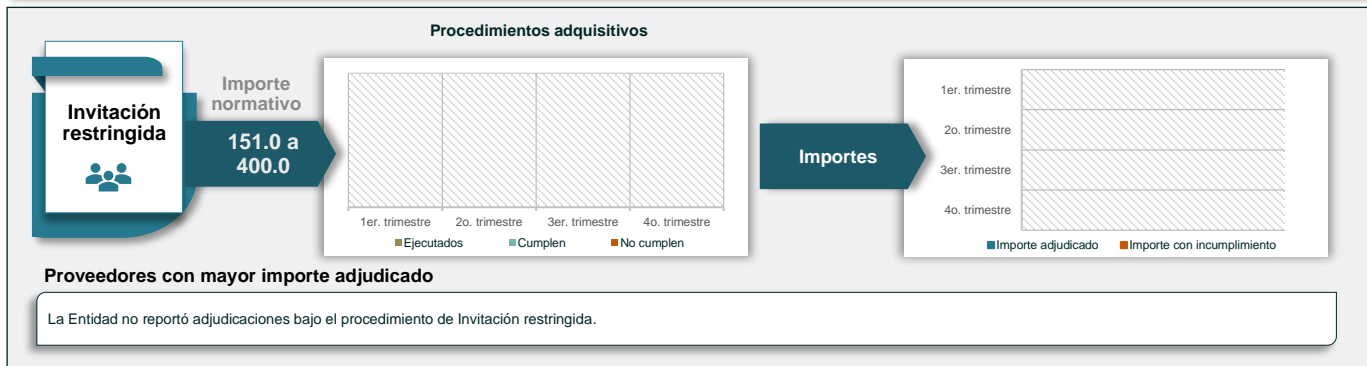 Procedimientos adquisitivos
Invitación
restringida
Importe
normativo
151.0 a
400.0
1er. trimestre 2o. trimestre 3er. trimestre 4o. trimestre
Ejecutados Cumplen No cumplen
Importes
1er. trimestre
2o. trimestre
3er. trimestre
4o. trimestre
Importe adjudicado Importe con incumplimiento
Proveedores con mayor importe adjudicado
La Entidad no reportó adjudicaciones bajo el procedimiento de Invitación restringida.